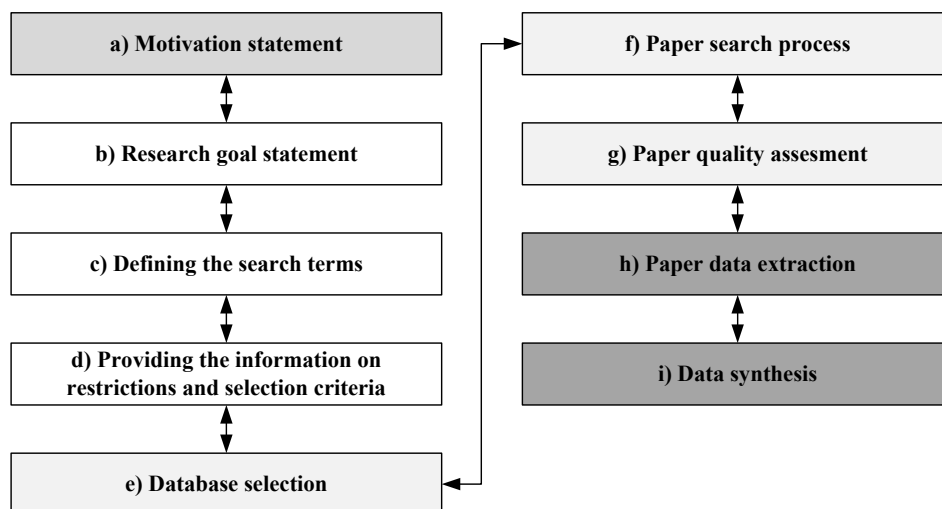 a) Motivation statement
b) Research goal statement
c) Defining the search terms
d) Providing the information on
restrictions and selection criteria
e) Database selection
f) Paper search process
g) Paper quality assesment
h) Paper data extraction
i) Data synthesis